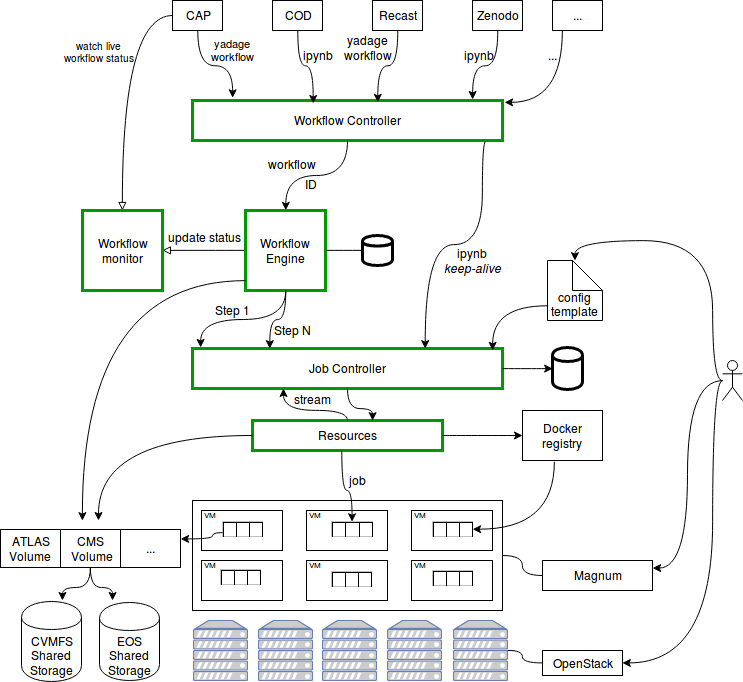 CAP
COD
Recast
Zenodo
...
watch live
workflow status
yadage
workflow
ipynb
yadage
workflow
ipynb
...
Workflow Controller
workflow
ID
Workflow
monitor
update status
Workflow
Engine
ipynb
keep-alive
config
template
Step 1
Step N
Job Controller
stream
Resources
Docker
registry
job
VM
VM
VM
ATLAS
Volume
CMS
Volume
...
VM
VM
VM
Magnum
CVMFS
Shared
Storage
EOS
Shared
Storage
OpenStack